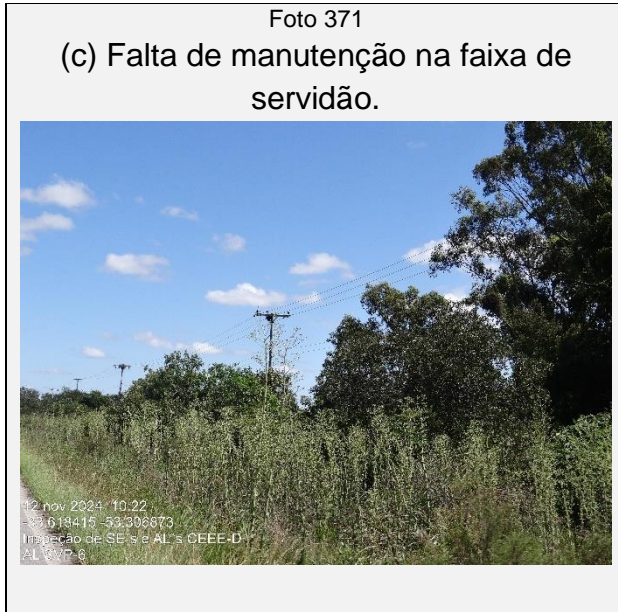 Foto 371
(c) Falta de manutenção na faixa de
servidão.
12 nov 2024 10:22
-33,618415 -53,306873
Inspeção de SE's e AL's CEEE-D